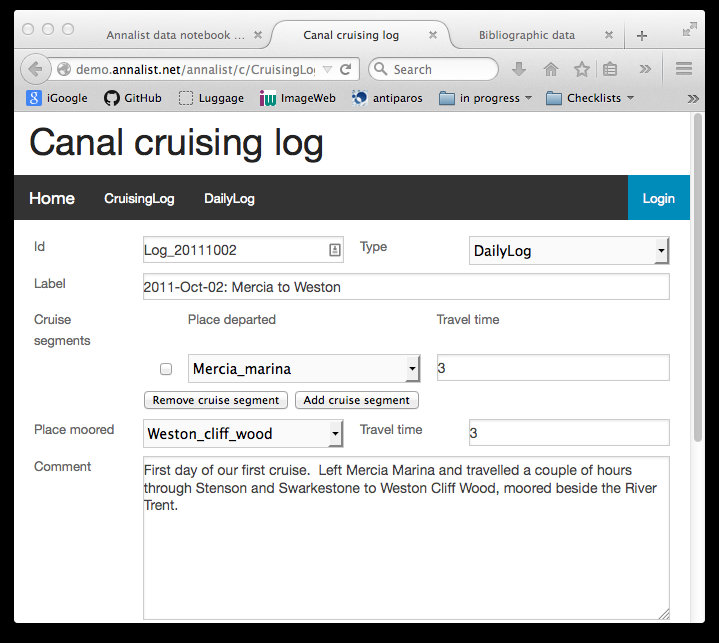 Annalist data notebook ...
Canal cruising log
Bibliographic data
demo.annalist.net/annalist/c/CruisingLo
Search
iGoogle
GitHub
Luggage
ImageWeb
antiparos
in progress
Checklists
Canal cruising log
Home CruisingLog DailyLog Login
Id Log_20111002 Type DailyLog
Label 2011-Oct-02: Mercia to Weston
Cruise Place departed Travel time
segments
Mercia_marina 3
Remove cruise segment Add cruise segment
Place moored Weston_cliff_wood Travel time 3
Comment First day of our first cruise.  Left Mercia Marina and travelled a couple of hours
through Stenson and Swarkestone to Weston Cliff Wood, moored beside the River
Trent.